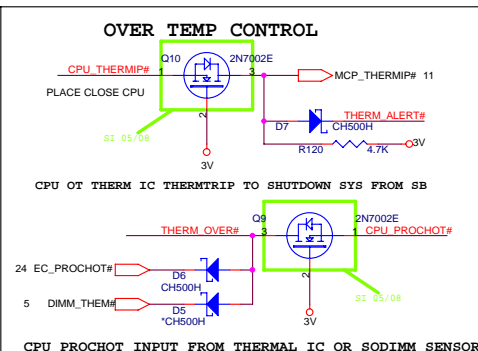 OVER TEMP CONTROL
Q10 2N7002E
CPU_THERMIP# 1 3 MCP_THERMIP# 11
PLACE CLOSE CPU
2
THERM_ALERT#
D7 CH500H
SI 05/08
R120 4.7K 3V
3V
CPU OT THERM IC THERMTRIP TO SHUTDOWN SYS FROM SB
Q9 2N7002E
THERM_OVER# 3 1 CPU_PROCHOT#
2
24 EC_PROCHOT#
D6
CH500H
SI 05/08
5 DIMM_THEM#
D5
*CH500H
3V
CPU PROCHOT INPUT FROM THERMAL IC OR SODIMM SENSOR